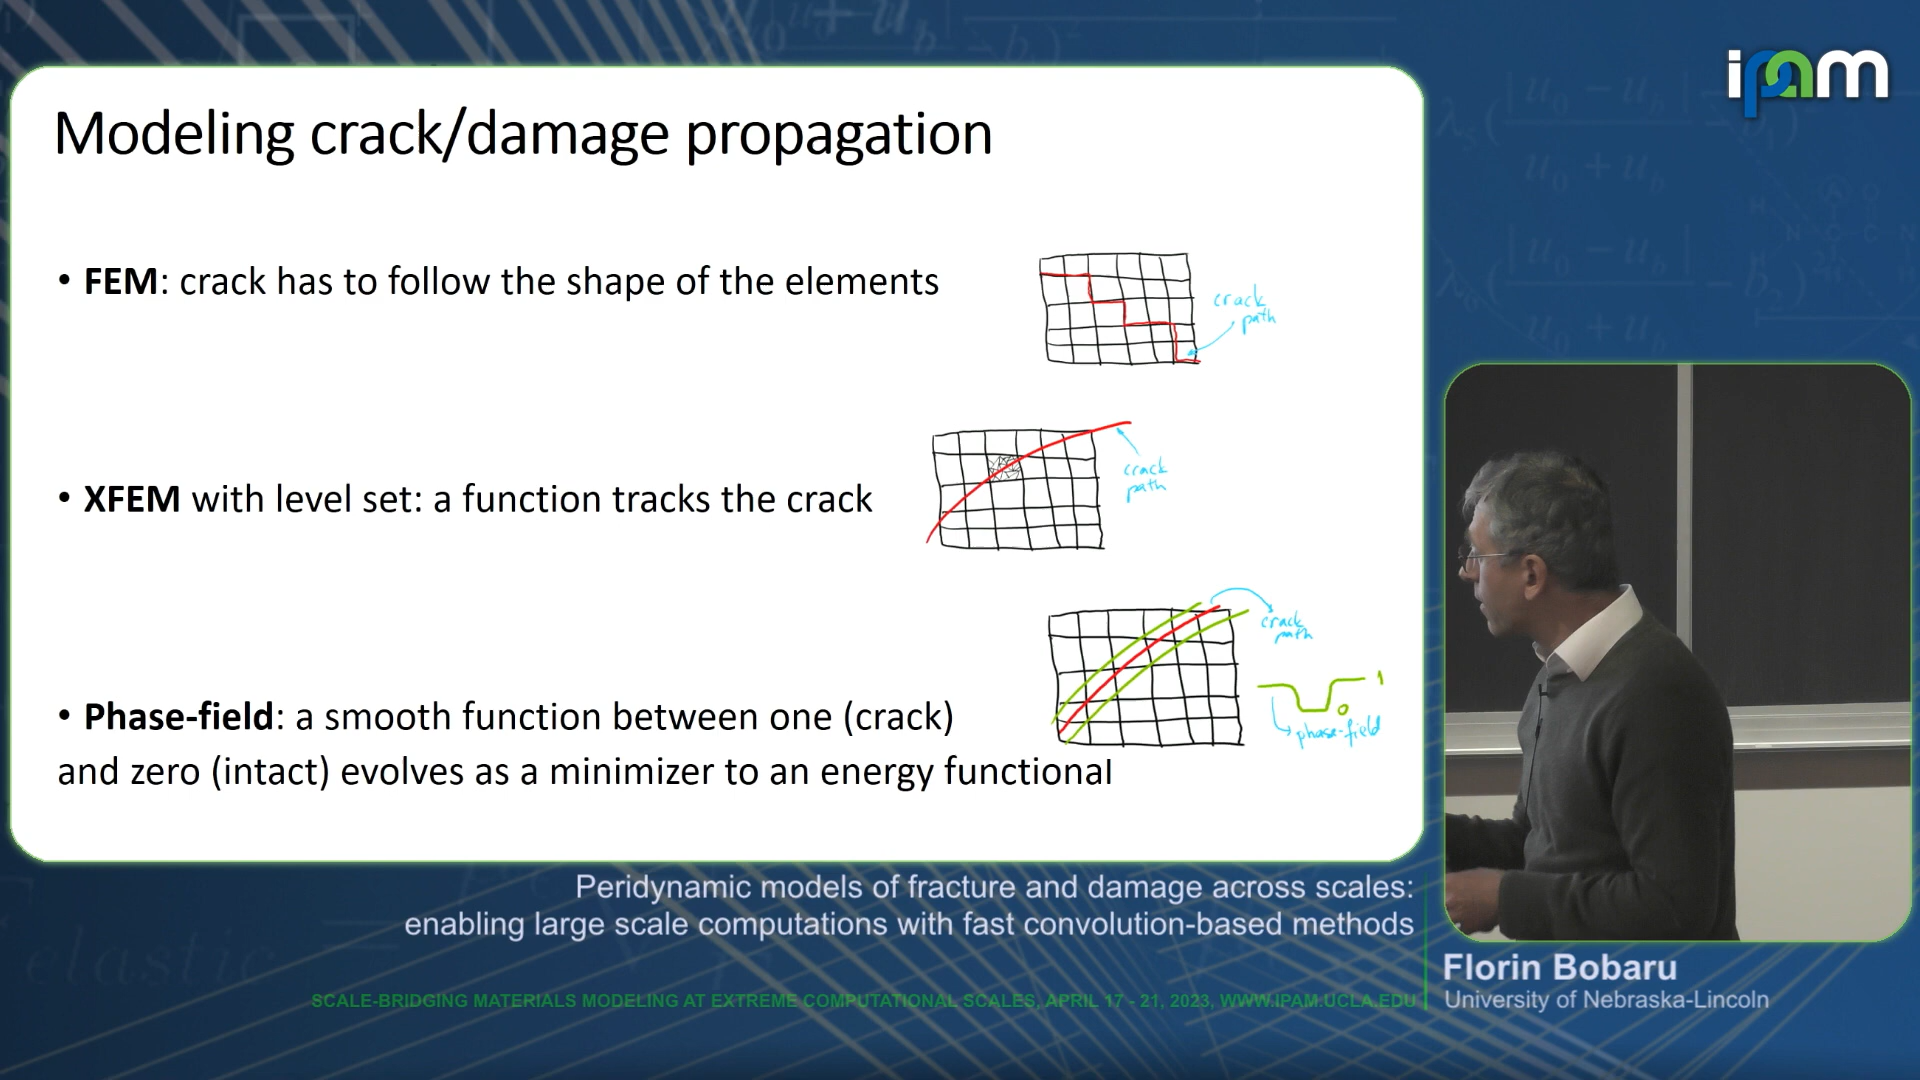 ipam
Modeling crack/damage propagation
• FEM: crack has to follow the shape of the elements
crack
path
• XFEM with level set: a function tracks the crack
crack
path
crack
path
• Phase-field: a smooth function between one (crack)
and zero (intact) evolves as a minimizer to an energy functional
1
0
phase-field
Peridynamic models of fracture and damage across scales:
enabling large scale computations with fast convolution-based methods
Florin Bobaru
University of Nebraska-Lincoln
SCALE-BRIDGING MATERIALS MODELING AT EXTREME COMPUTATIONAL SCALES, APRIL 17 - 21, 2023, WWW.IPAM.UCLA.EDU
elastic